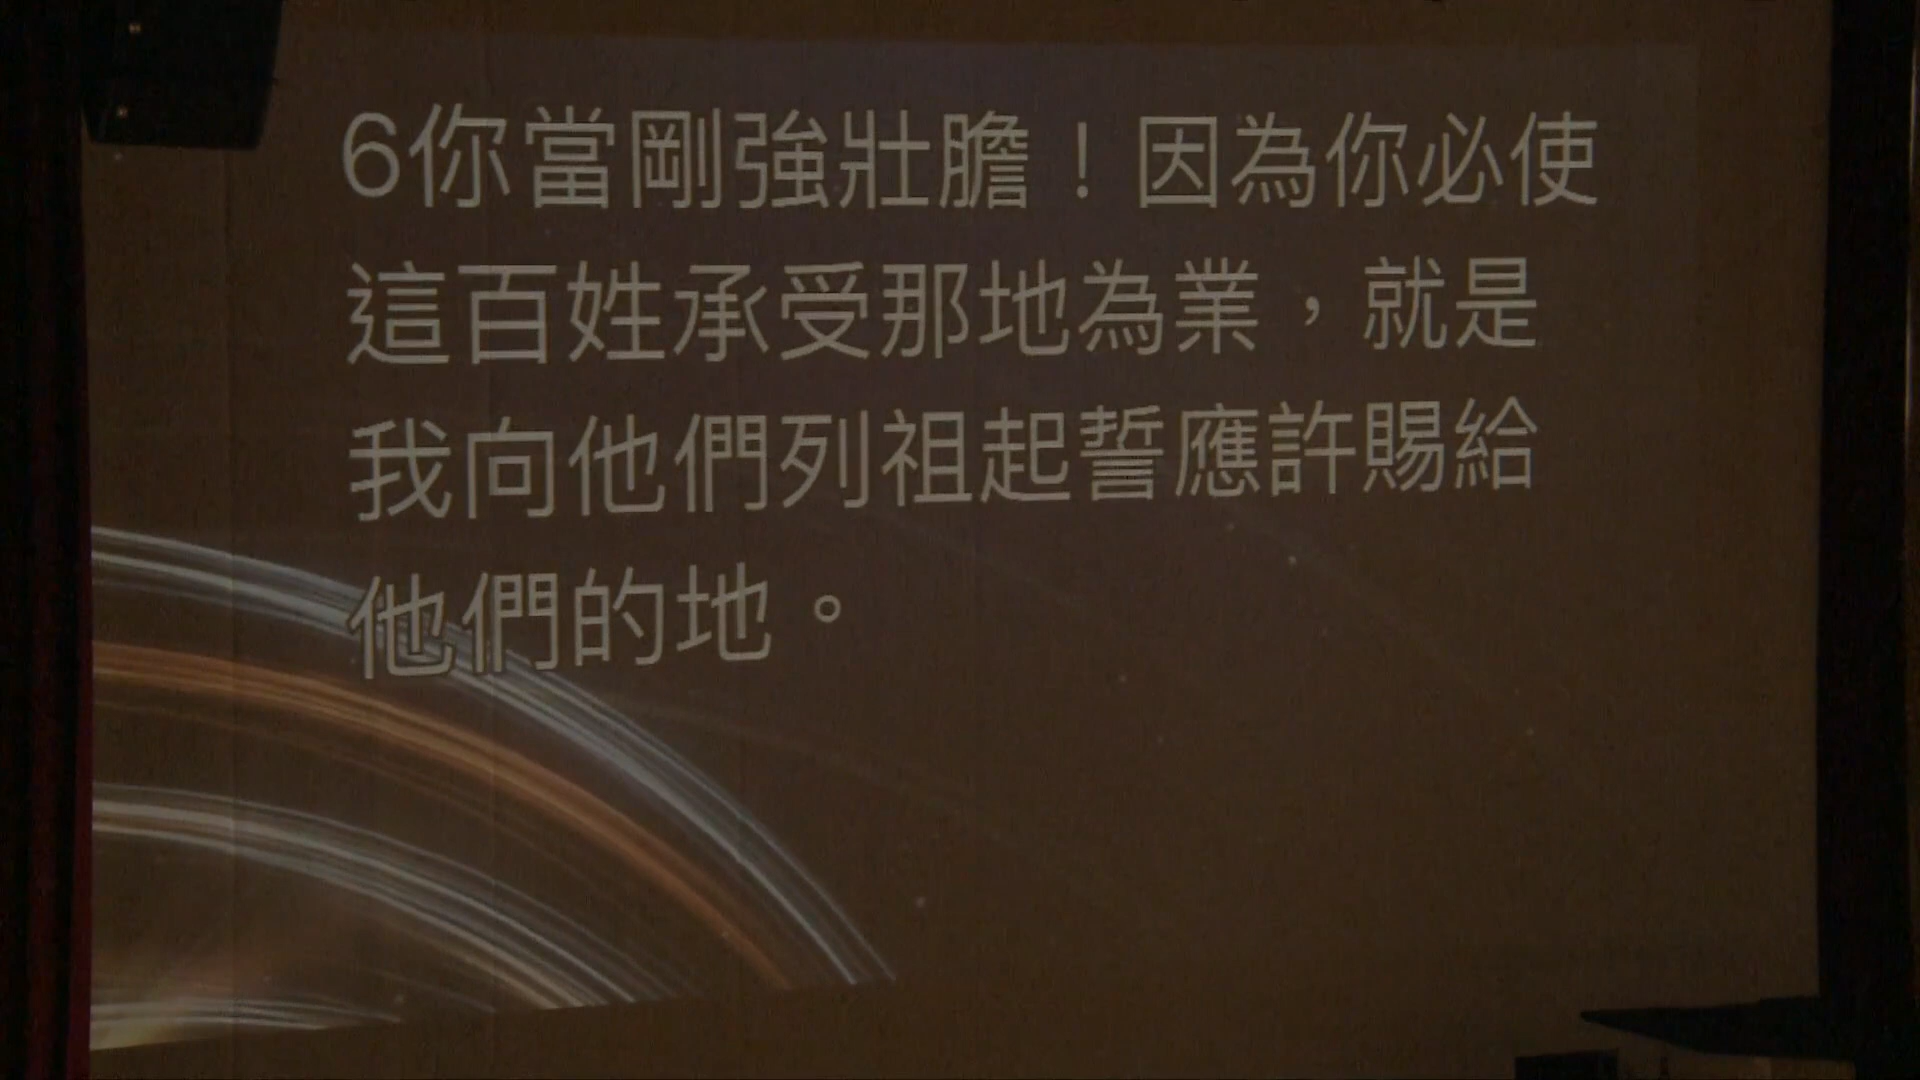 6你當剛強壯膽！因為你必使
這百姓承受那地為業，就是
我向他們列祖起誓應許賜給
他們的地。